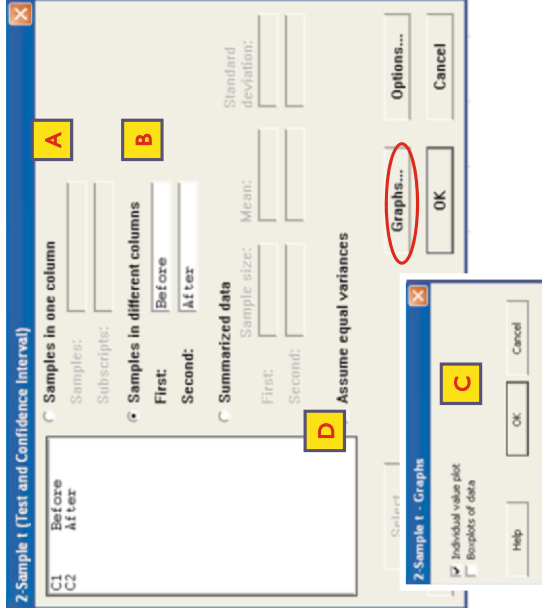 2-Sample t (Test and Confidence Interval)
C1 Before
C2 After
Samples in one column
A
Samples:
Subscripts:
Samples in different columns
B
First: Before
Second: After
Summarized data
Sample size: Mean: Standard deviation:
First:
Second:
D
Assume equal variances
Select
Graphs...
Options...
OK
Cancel
2-Sample t - Graphs
Individual value plot
Boxplots of data
C
Help
OK
Cancel